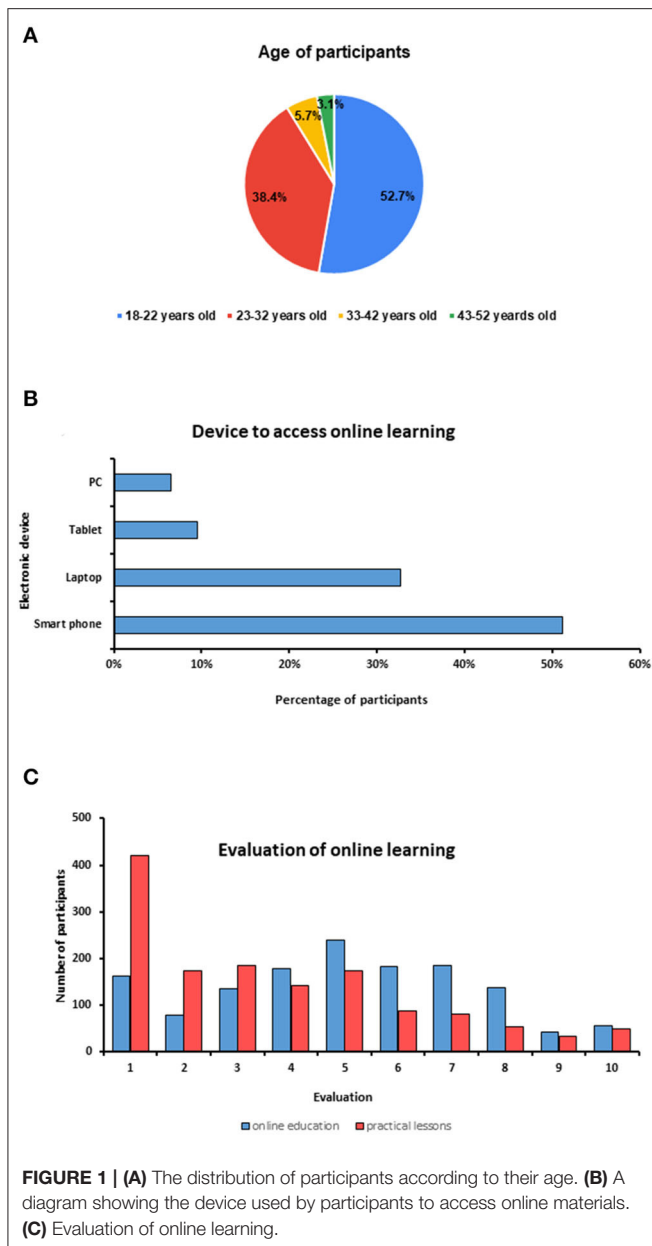 A
Age of participants
3.1%
5.7%
38.4%
52.7%
18-22 years old 23-32 years old 33-42 years old 43-52 yeards old
B
Device to access online learning
Electronic device
PC
Tablet
Laptop
Smart phone
0% 10% 20% 30% 40% 50% 60%
Percentage of participants
C
Evaluation of online learning
Number of participants
500
400
300
200
100
0
1 2 3 4 5 6 7 8 9 10
Evaluation
online education practical lessons
FIGURE 1 | (A) The distribution of participants according to their age. (B) A
diagram showing the device used by participants to access online materials.
(C) Evaluation of online learning.